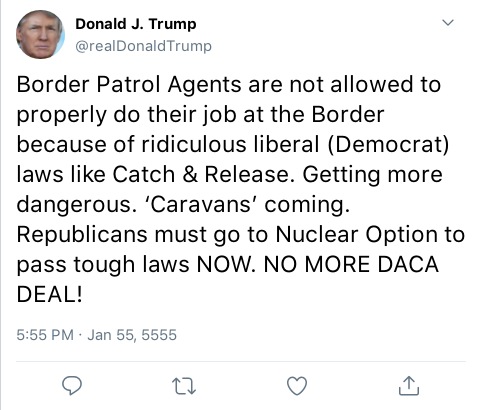 Donald J. Trump
@realDonaldTrump
Border Patrol Agents are not allowed to
properly do their job at the Border
because of ridiculous liberal (Democrat)
laws like Catch & Release. Getting more
dangerous. ‘Caravans’ coming.
Republicans must go to Nuclear Option to
pass tough laws NOW. NO MORE DACA
DEAL!
5:55 PM · Jan 55, 5555